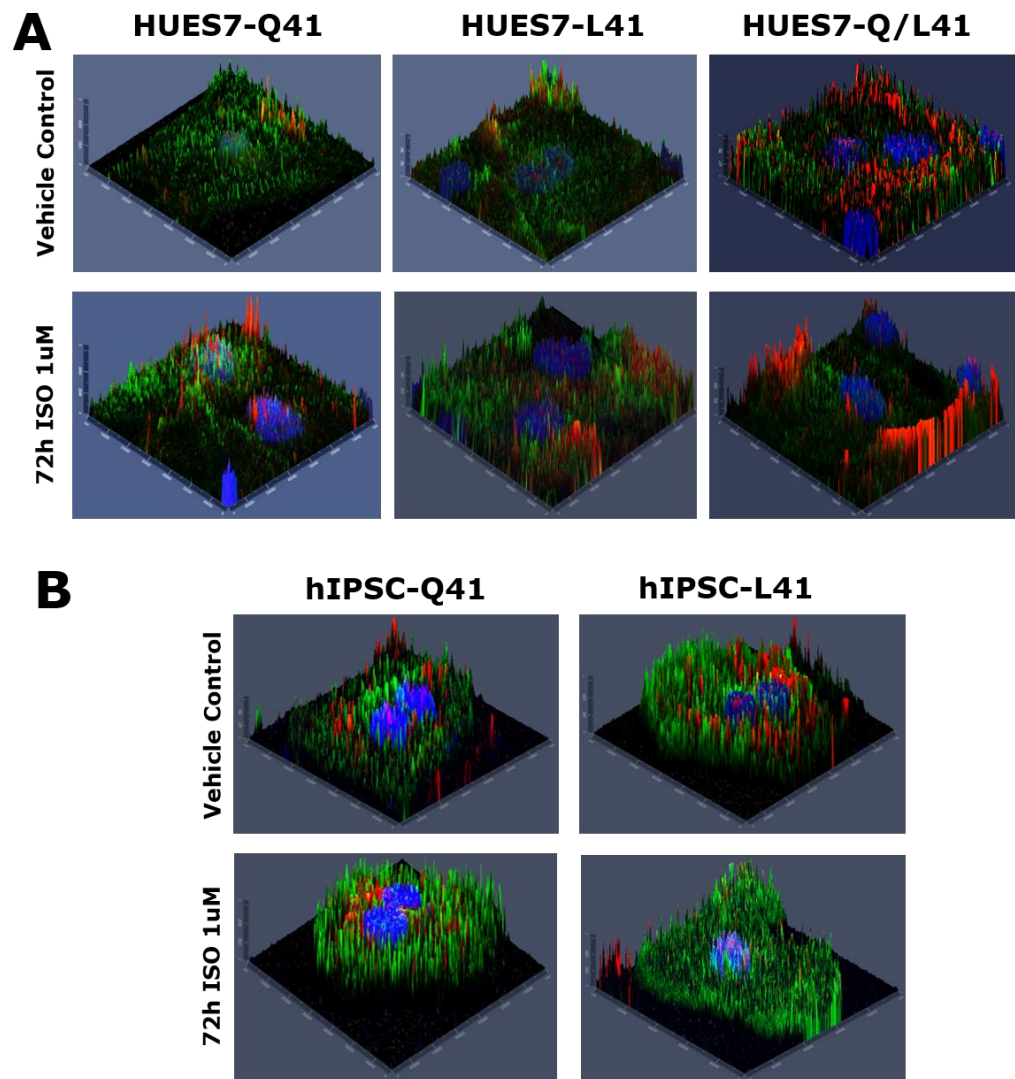 A
HUES7-Q41
HUES7-L41
HUES7-Q/L41
Vehicle Control
72h ISO 1uM
B
hIPSC-Q41
hIPSC-L41
Vehicle Control
72h ISO 1uM